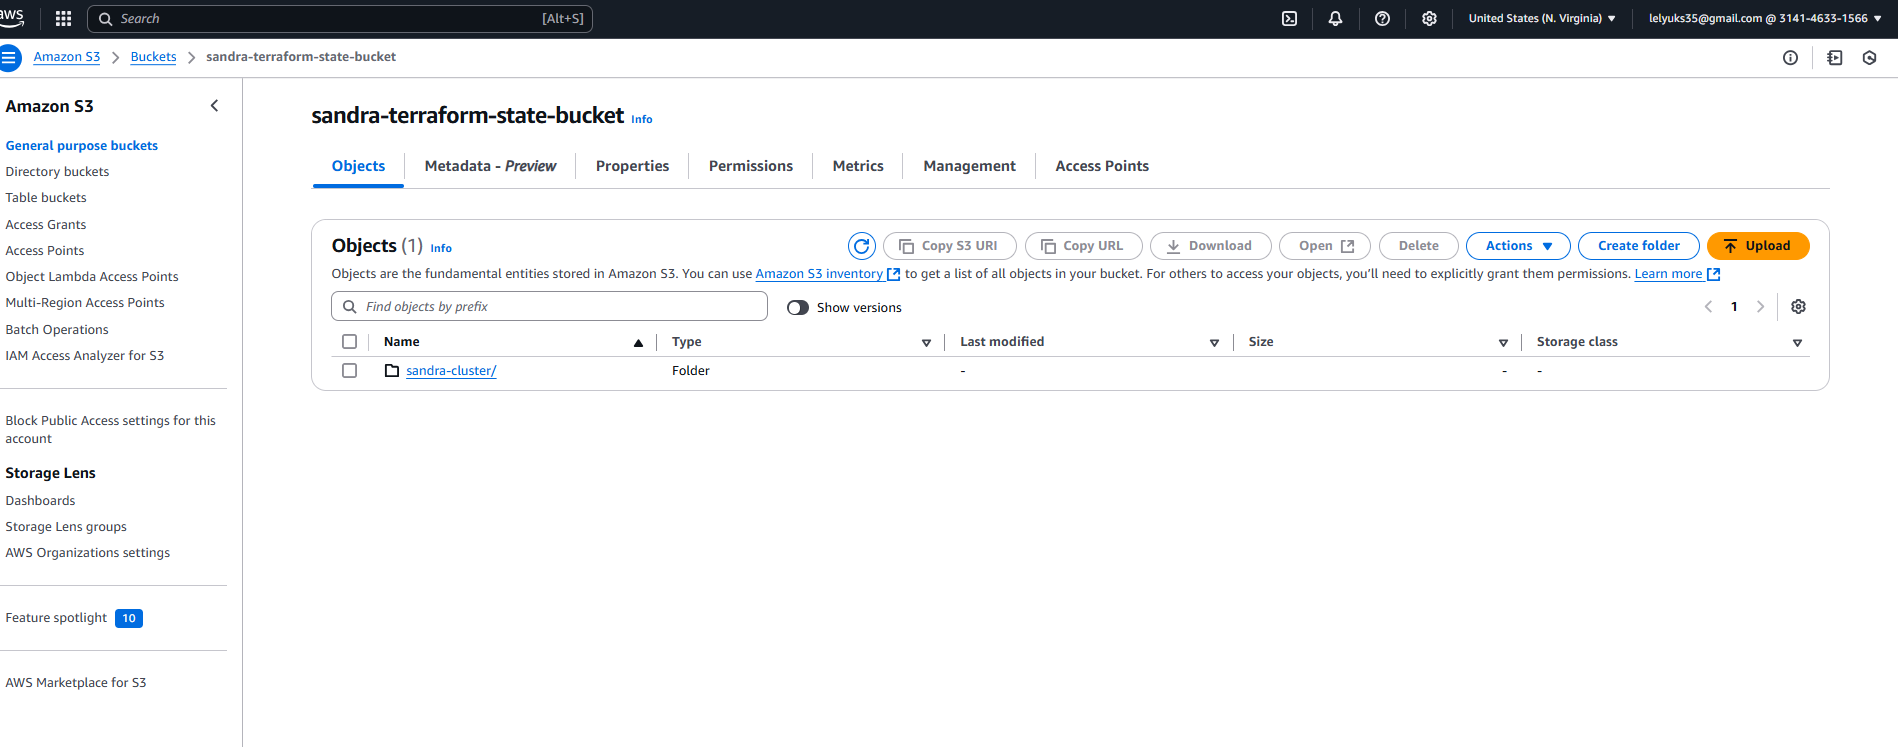 aws
Search [Alt+S] United States (N. Virginia) lelyuks35@gmail.com @ 3141-4633-1566
Amazon S3 Buckets sandra-terraform-state-bucket
Amazon S3
General purpose buckets
Directory buckets
Table buckets
Access Grants
Access Points
Object Lambda Access Points
Multi-Region Access Points
Batch Operations
IAM Access Analyzer for S3
Block Public Access settings for this
account
Storage Lens
Dashboards
Storage Lens groups
AWS Organizations settings
Feature spotlight 10
AWS Marketplace for S3
sandra-terraform-state-bucket Info
Objects Metadata - Preview Properties Permissions Metrics Management Access Points
Objects (1) Info Copy S3 URI Copy URL Download Open Delete Actions Create folder Upload
Objects are the fundamental entities stored in Amazon S3. You can use Amazon S3 inventory to get a list of all objects in your bucket. For others to access your objects, you'll need to explicitly grant them permissions. Learn more
Find objects by prefix Show versions 1
Name Type Last modified Size Storage class
sandra-cluster/ Folder - - -